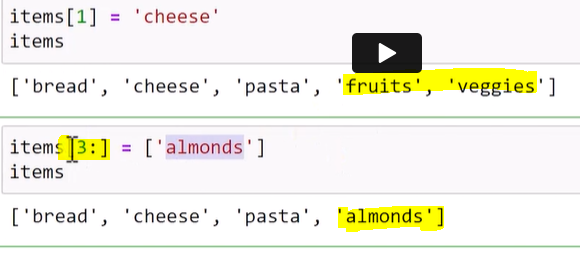 items[1] = 'cheese'
items
['bread', 'cheese', 'pasta', 'fruits', 'veggies']
items[3:] = ['almonds']
items
['bread', 'cheese', 'pasta', 'almonds']